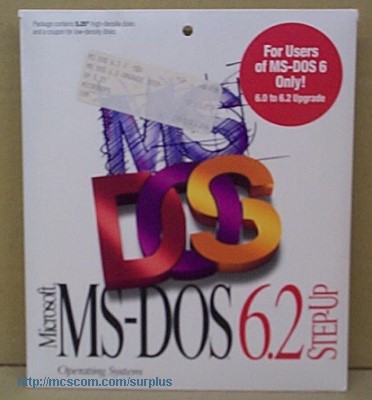 Package contains 5.25" high-density disks
and a coupon for low-density disks.
For Users
of MS-DOS 6
Only!
6.0 to 6.2 Upgrade
MS
DOS
Microsoft
MS-DOS 6.2
STEP-UP
Operating System
http://mcscom.com/surplus